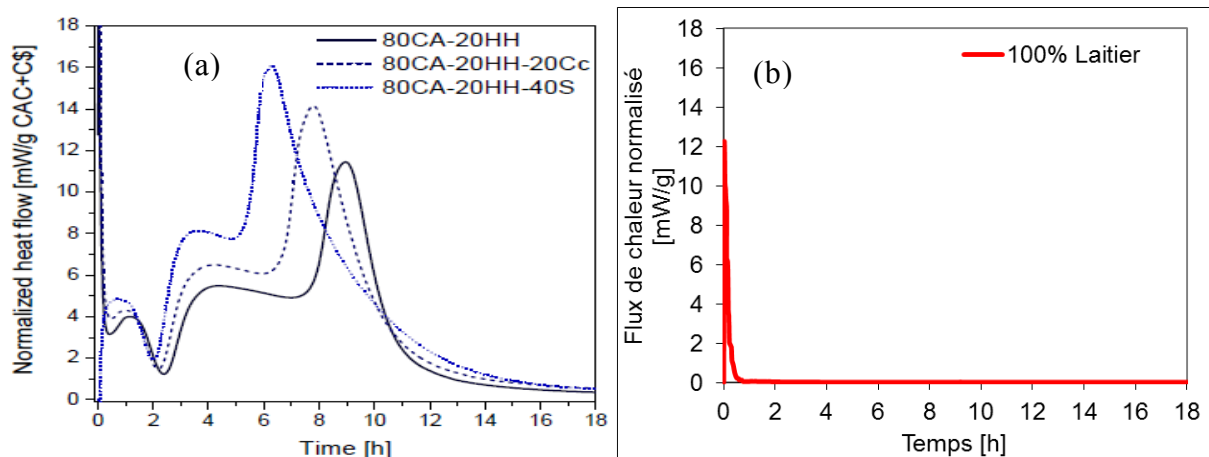 (a)
80CA-20HH
80CA-20HH-20Cc
80CA-20HH-40S
Normalized heat flow [mW/g CAC+C$]
18
16
14
12
10
8
6
4
2
0
0 2 4 6 8 10 12 14 16 18
Time [h]
(b)
100% Laitier
Flux de chaleur normalisé
[mW/g]
18
16
14
12
10
8
6
4
2
0
0 2 4 6 8 10 12 14 16 18
Temps [h]